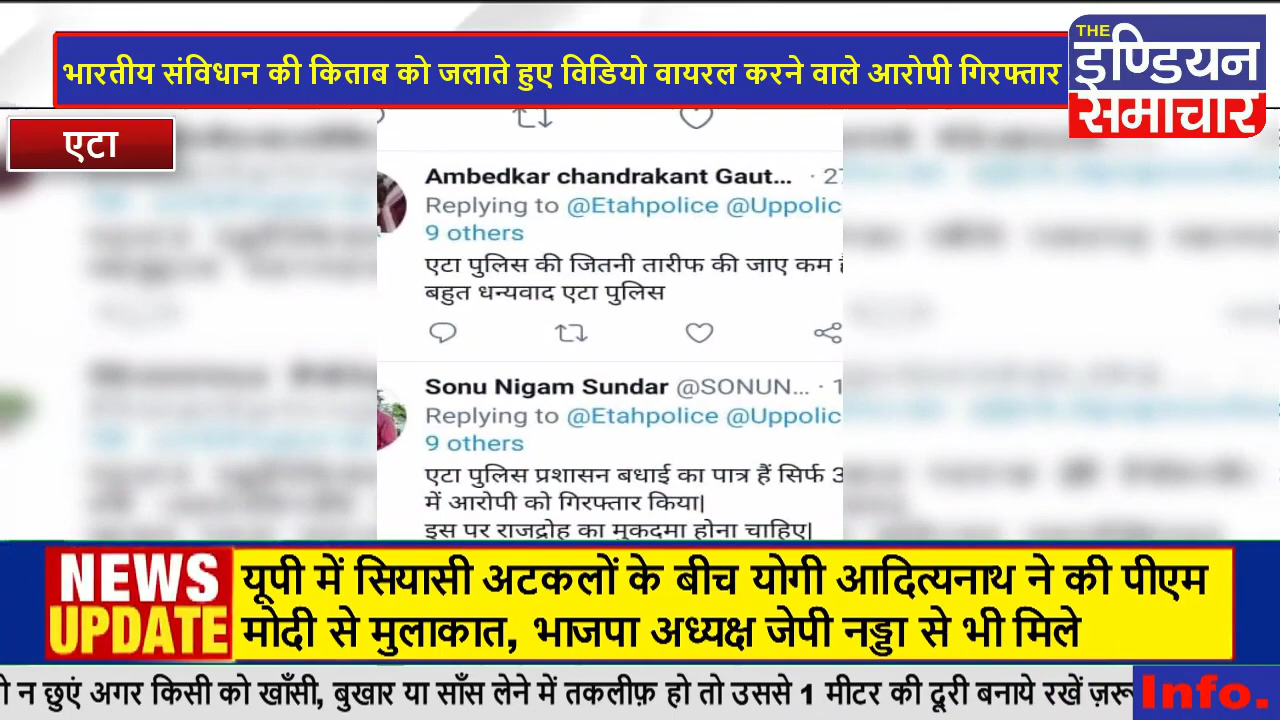 भारतीय संविधान की किताब को जलाते हुए विडियो वायरल करने वाले आरोपी गिरफ्तार
THE
इण्डियन
समाचार
एटा
Ambedkar chandrakant Gaut... · 27
Replying to @Etahpolice @Uppolic
9 others
एटा पुलिस की जितनी तारीफ की जाए कम
बहुत धन्यवाद एटा पुलिस
Sonu Nigam Sundar @SONUN... · 1
Replying to @Etahpolice @Uppolic
9 others
एटा पुलिस प्रशासन बधाई का पात्र हैं सिर्फ 3
में आरोपी को गिरफ्तार किया|
इस पर राजद्रोह का मुकदमा होना चाहिए|
NEWS
UPDATE
यूपी में सियासी अटकलों के बीच योगी आदित्यनाथ ने की पीएम
मोदी से मुलाकात, भाजपा अध्यक्ष जेपी नड्डा से भी मिले
न छुएं अगर किसी को खाँसी, बुखार या साँस लेने में तकलीफ़ हो तो उससे 1 मीटर की दूरी बनाये रखें
Info.